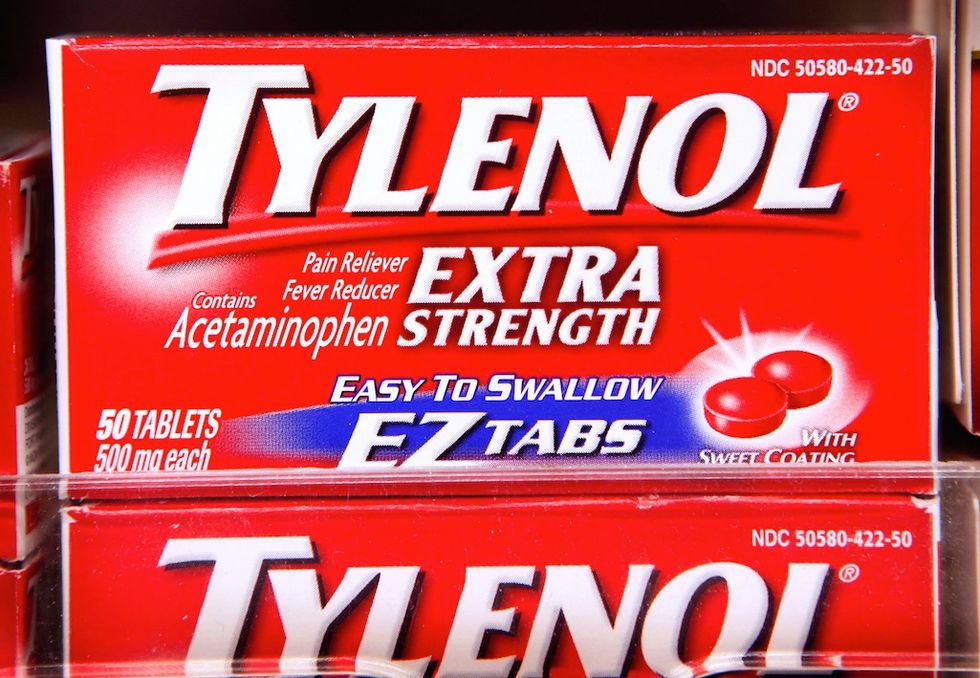 NDC 50580-422-50
TYLENOL®
Pain Reliever
Fever Reducer
Contains
Acetaminophen
EXTRA
STRENGTH
EASY TO SWALLOW
EZ TABS
50 TABLETS
500 mg each
WITH
SWEET COATING
NDC 50580-422-50
TYLENOL®